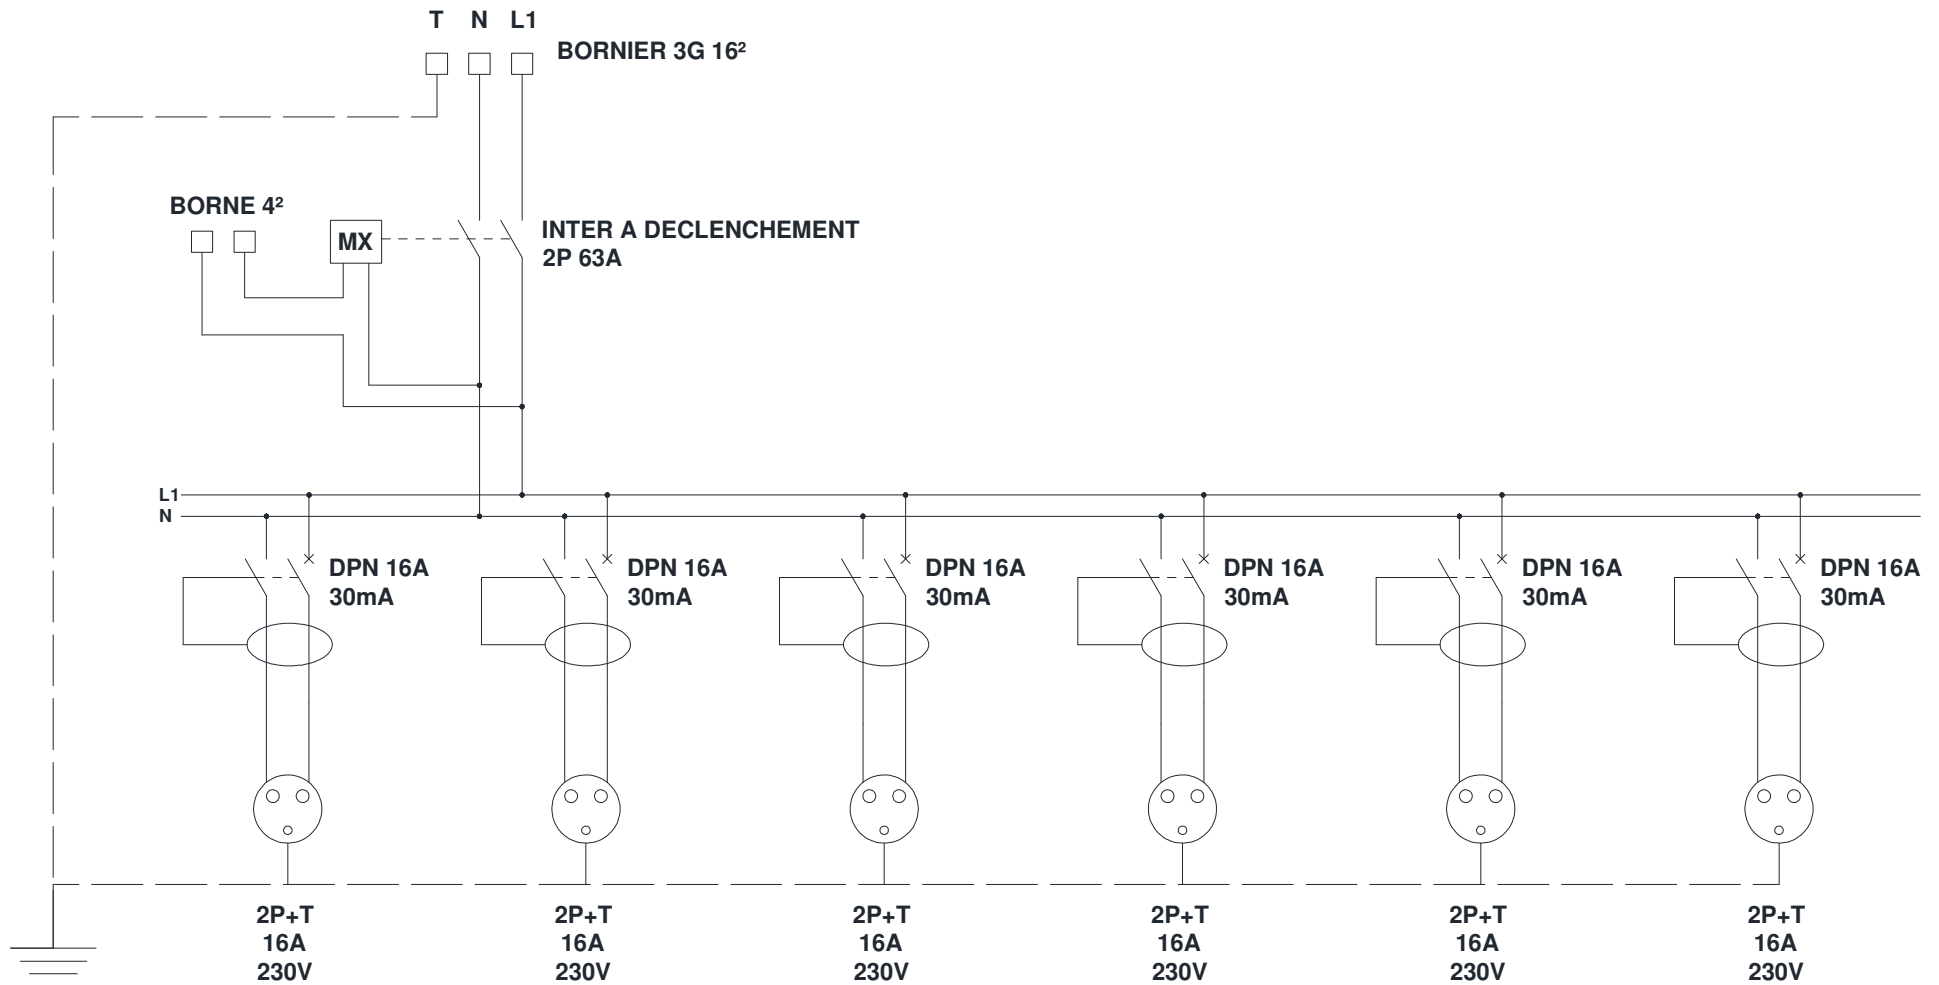 T N L1
BORNIER 3G 16²
BORNE 4²
MX
INTER A DECLENCHEMENT
2P 63A
L1
N
DPN 16A
30mA
DPN 16A
30mA
DPN 16A
30mA
DPN 16A
30mA
DPN 16A
30mA
DPN 16A
30mA
2P+T
16A
230V
2P+T
16A
230V
2P+T
16A
230V
2P+T
16A
230V
2P+T
16A
230V
2P+T
16A
230V